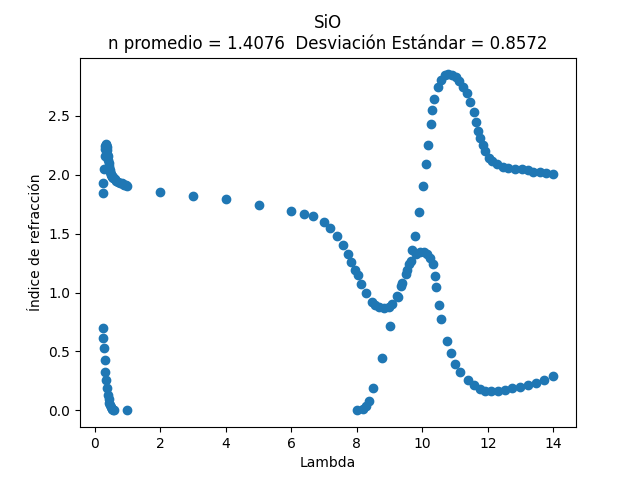 SiO
n promedio = 1.4076  Desviación Estándar = 0.8572
Índice de refracción
2.5
2.0
1.5
1.0
0.5
0.0
0 2 4 6 8 10 12 14
Lambda